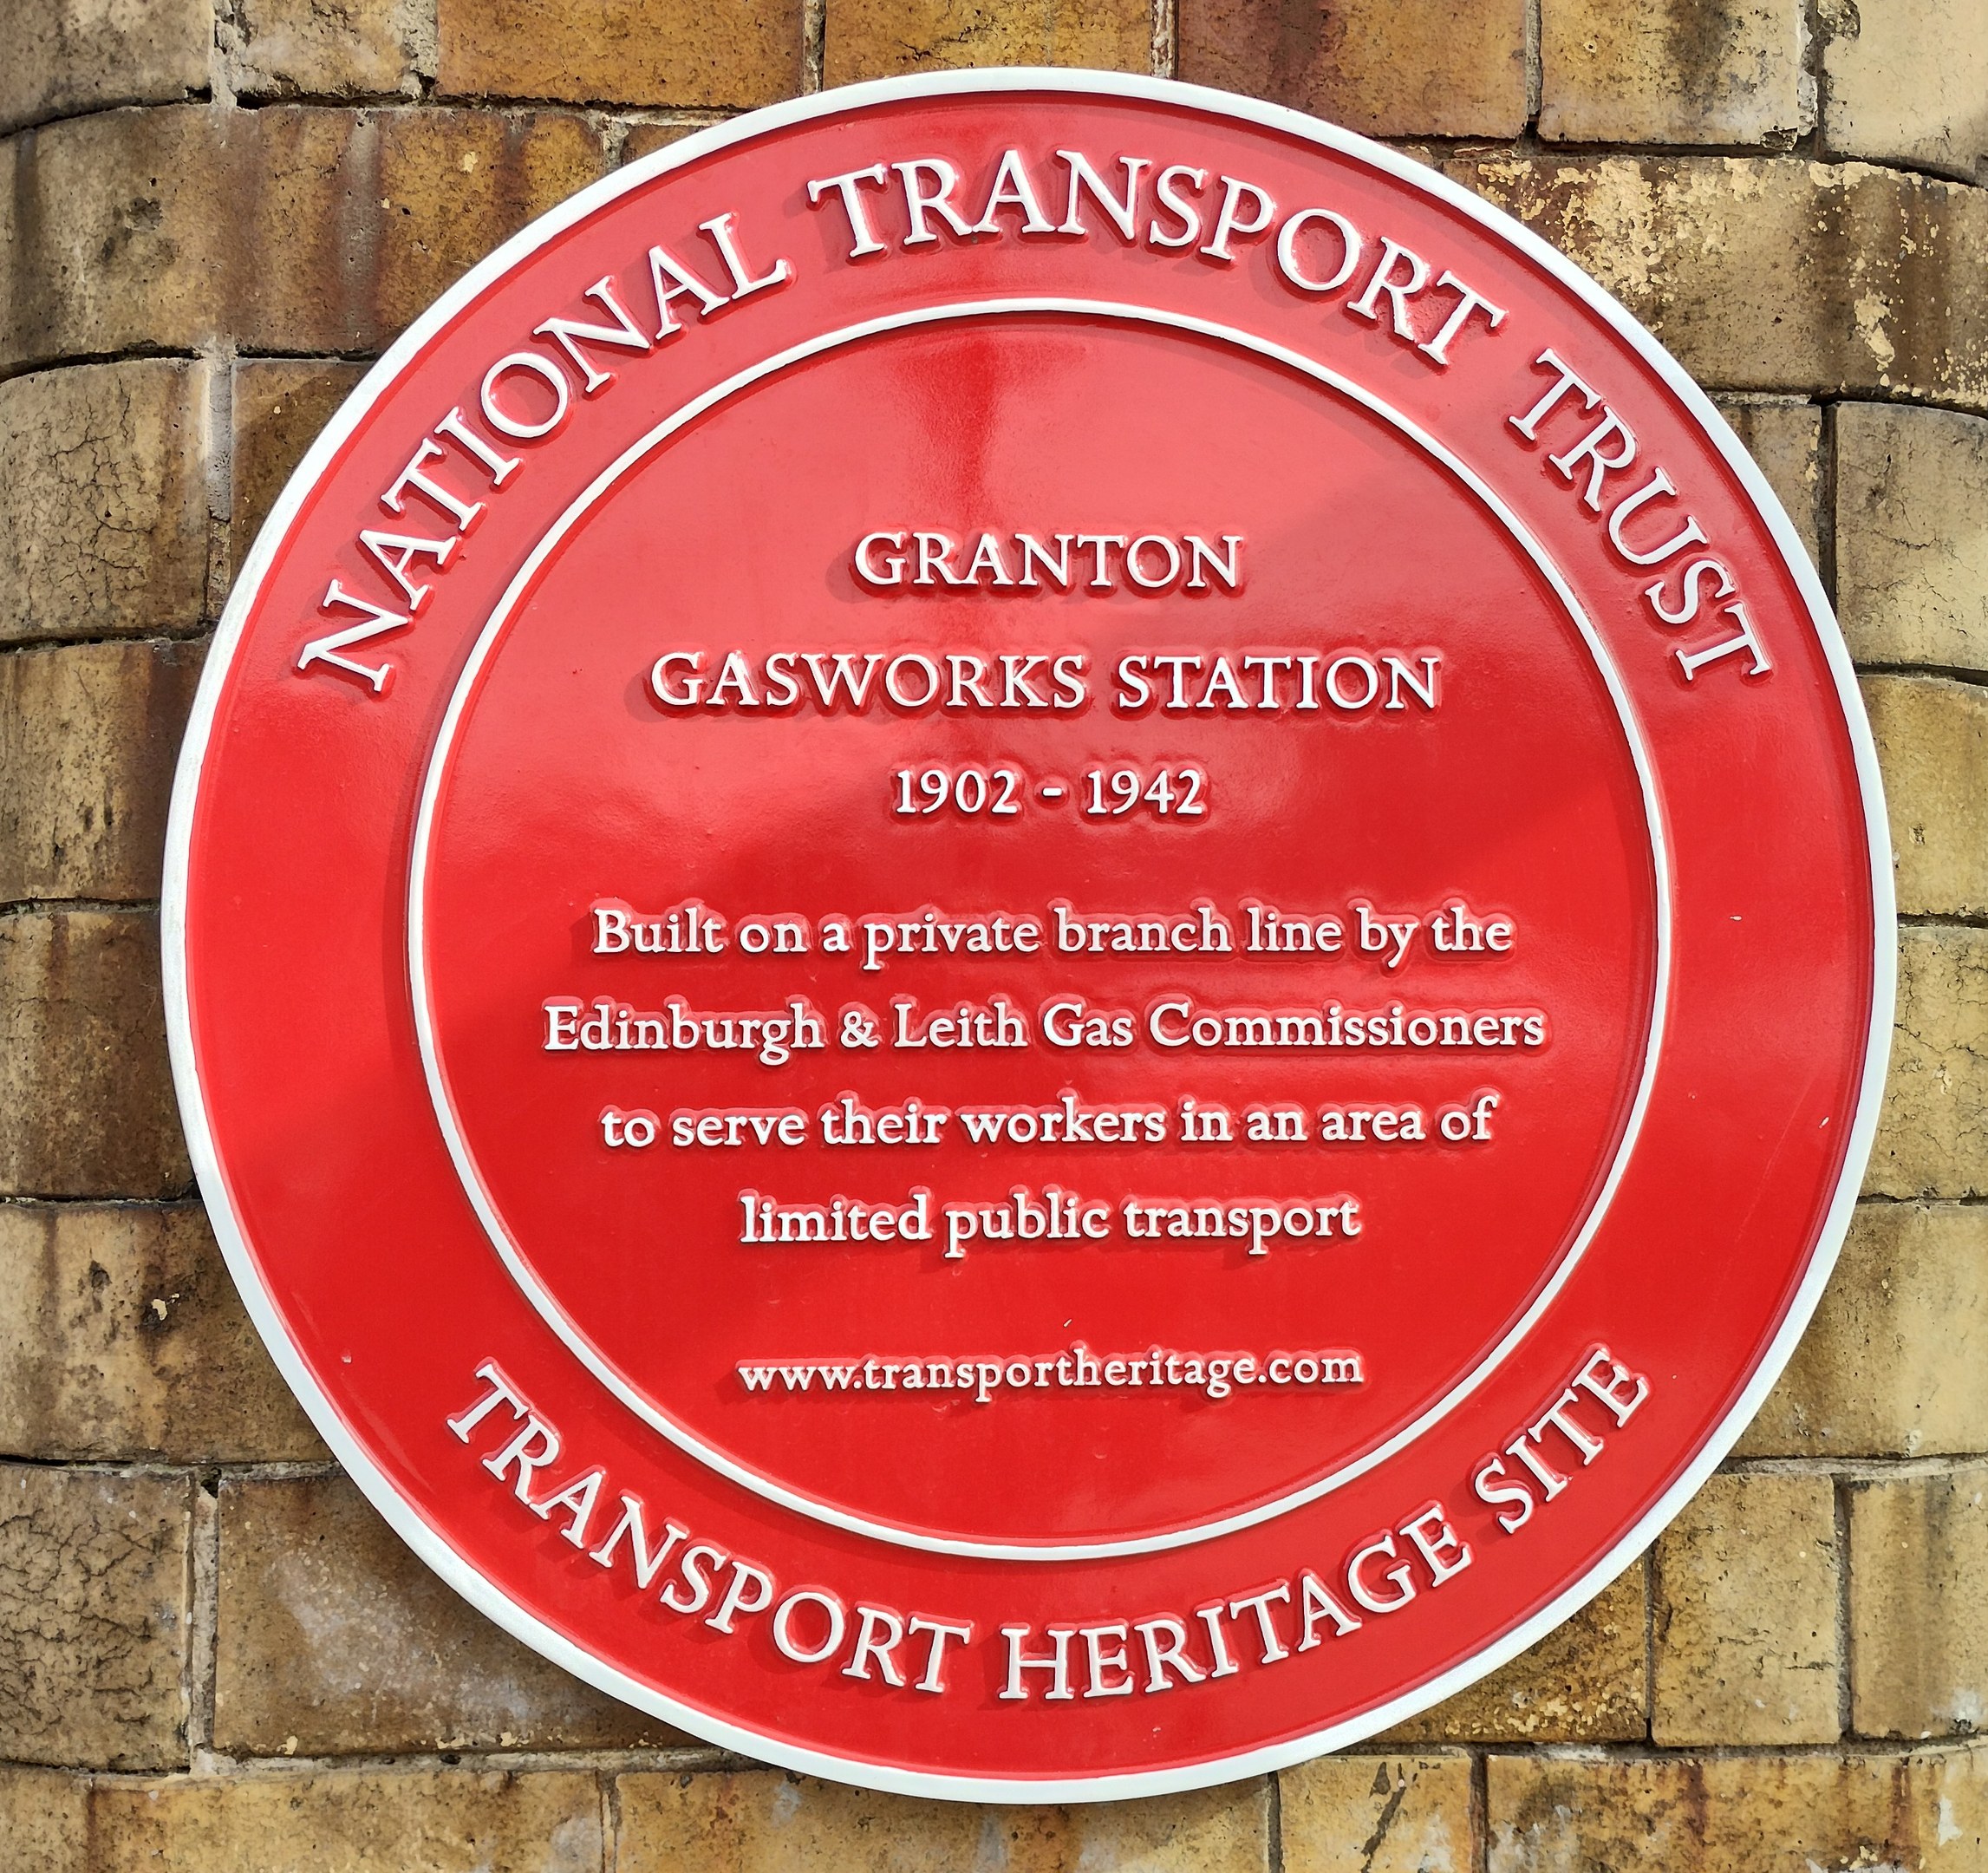 NATIONAL TRANSPORT TRUST
GRANTON
GASWORKS STATION
1902 - 1942
Built on a private branch line by the
Edinburgh & Leith Gas Commissioners
to serve their workers in an area of
limited public transport
www.transportheritage.com
TRANSPORT HERITAGE SITE